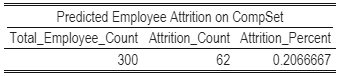 Predicted Employee Attrition on CompSet
Total_Employee_Count Attrition_Count Attrition_Percent
300 62 0.2066667